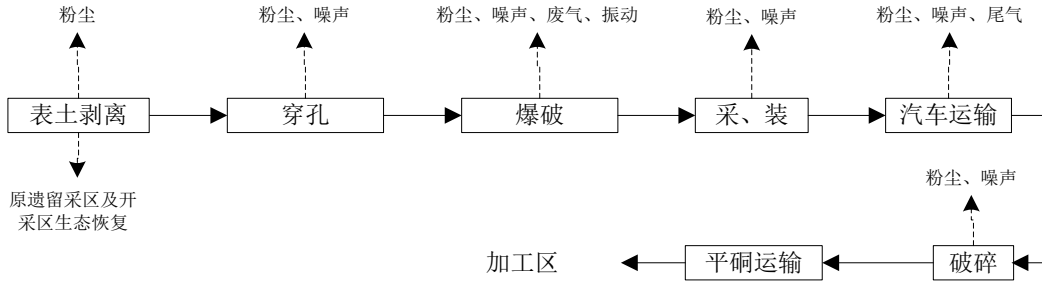 粉尘
粉尘、噪声
粉尘、噪声、废气、振动
粉尘、噪声
粉尘、噪声、尾气
表土剥离
穿孔
爆破
采、装
汽车运输
原遗留采区及开
采区生态恢复
粉尘、噪声
加工区
平硐运输
破碎